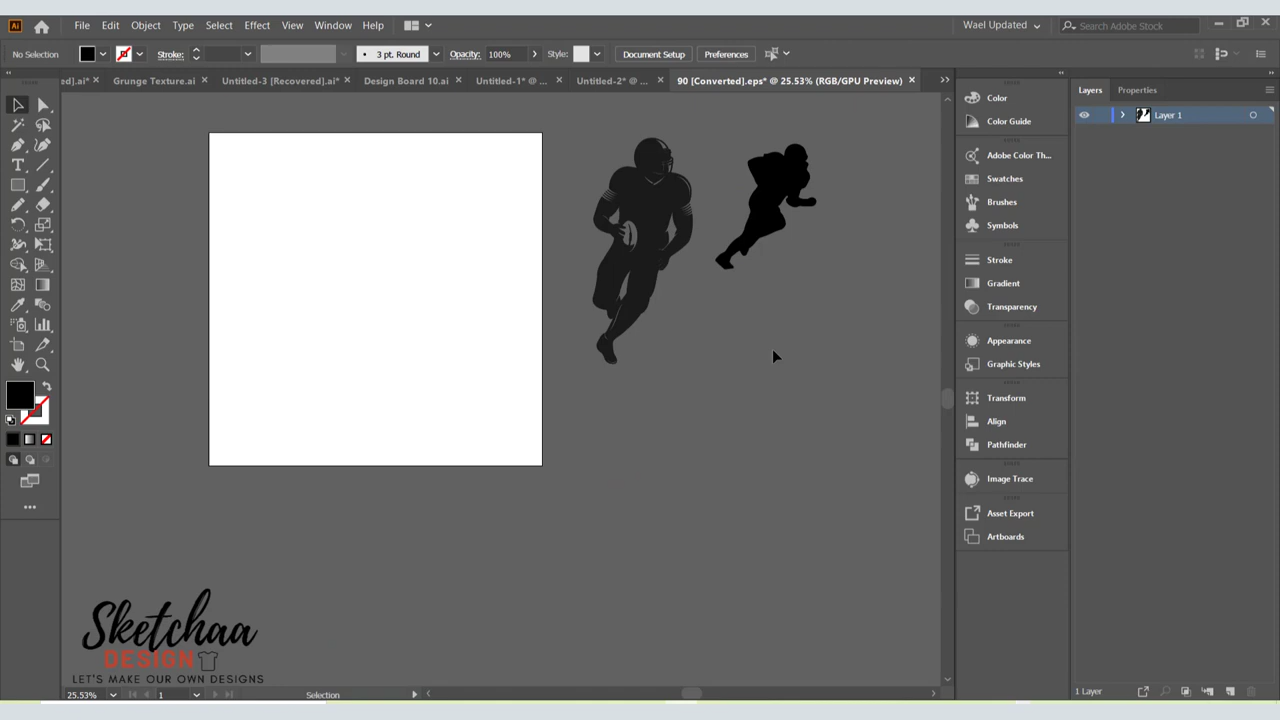 Ai File Edit Object Type Select Effect View Window Help Wael Updated Search Adobe Stock
No Selection Stroke: 3 pt. Round Opacity: 100% Style: Document Setup Preferences
ed].ai* Grunge Texture.ai Untitled-3 [Recovered].ai* Design Board 10.ai Untitled-1* @ ... Untitled-2* @ ... 90 [Converted].eps* @ 25.53% (RGB/GPU Preview)
Layers Properties
Layer 1
Color
Color Guide
Adobe Color Th...
Swatches
Brushes
Symbols
Stroke
Gradient
Transparency
Appearance
Graphic Styles
Transform
Align
Pathfinder
Image Trace
Asset Export
Artboards
Sketchaa
DESIGN
LET'S MAKE OUR OWN DESIGNS
25.53% 1 Selection
1 Layer